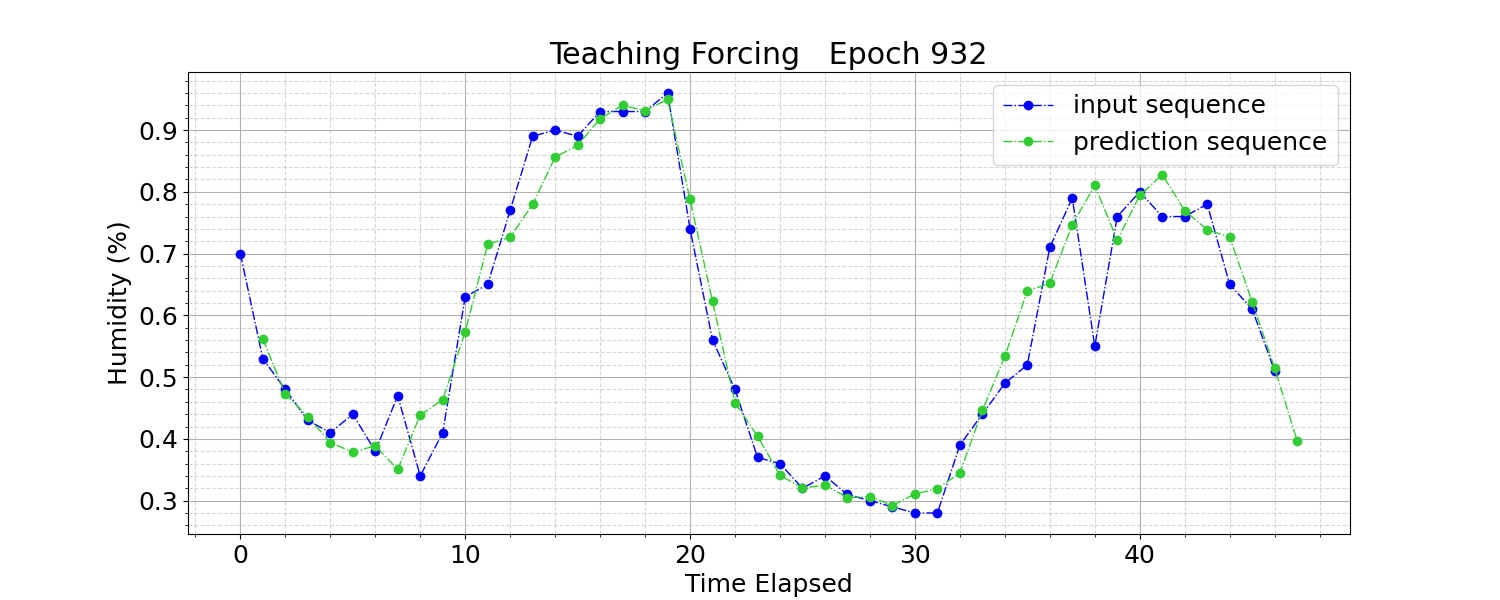 Teaching Forcing   Epoch 932
input sequence
prediction sequence
Humidity (%)
0.9
0.8
0.7
0.6
0.5
0.4
0.3
0 10 20 30 40
Time Elapsed